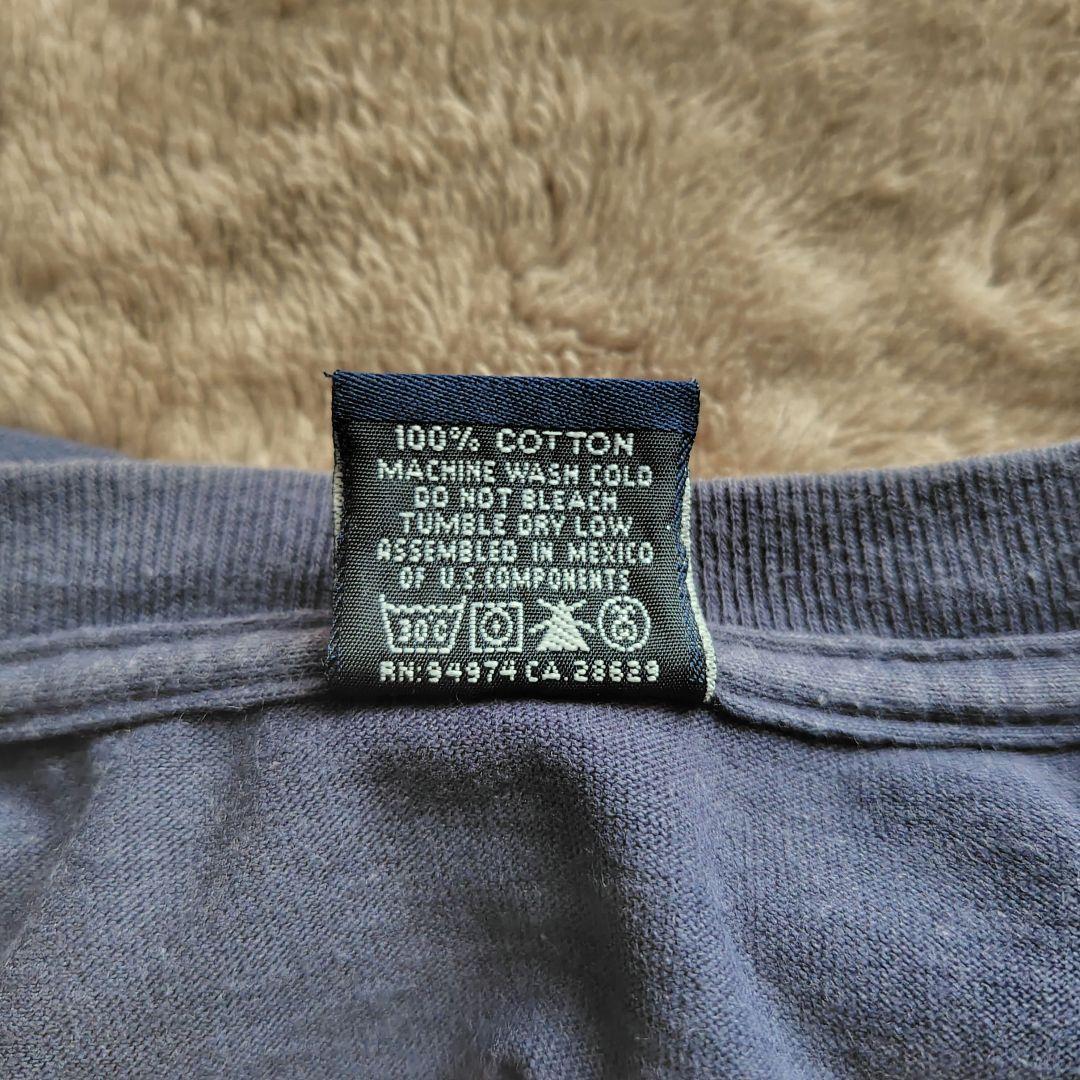 100% COTTON
MACHINE WASH COLD
DO NOT BLEACH
TUMBLE DRY LOW
ASSEMBLED IN MEXICO
OF U.S COMPONENTS
30C
RN.94974 CA.28629